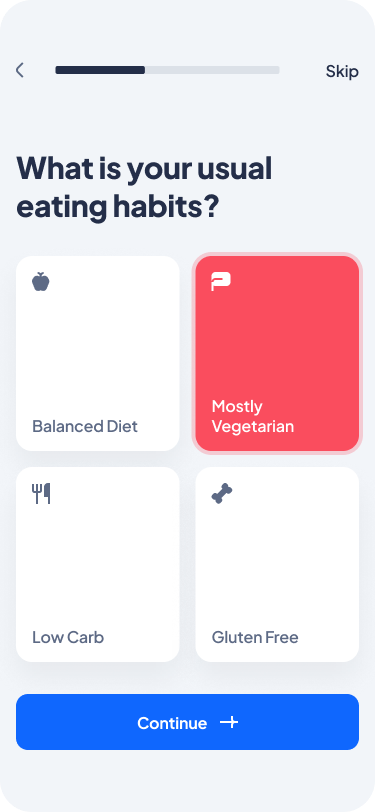 Skip
What is your usual
eating habits?
Balanced Diet
Mostly
Vegetarian
Low Carb
Gluten Free
Continue